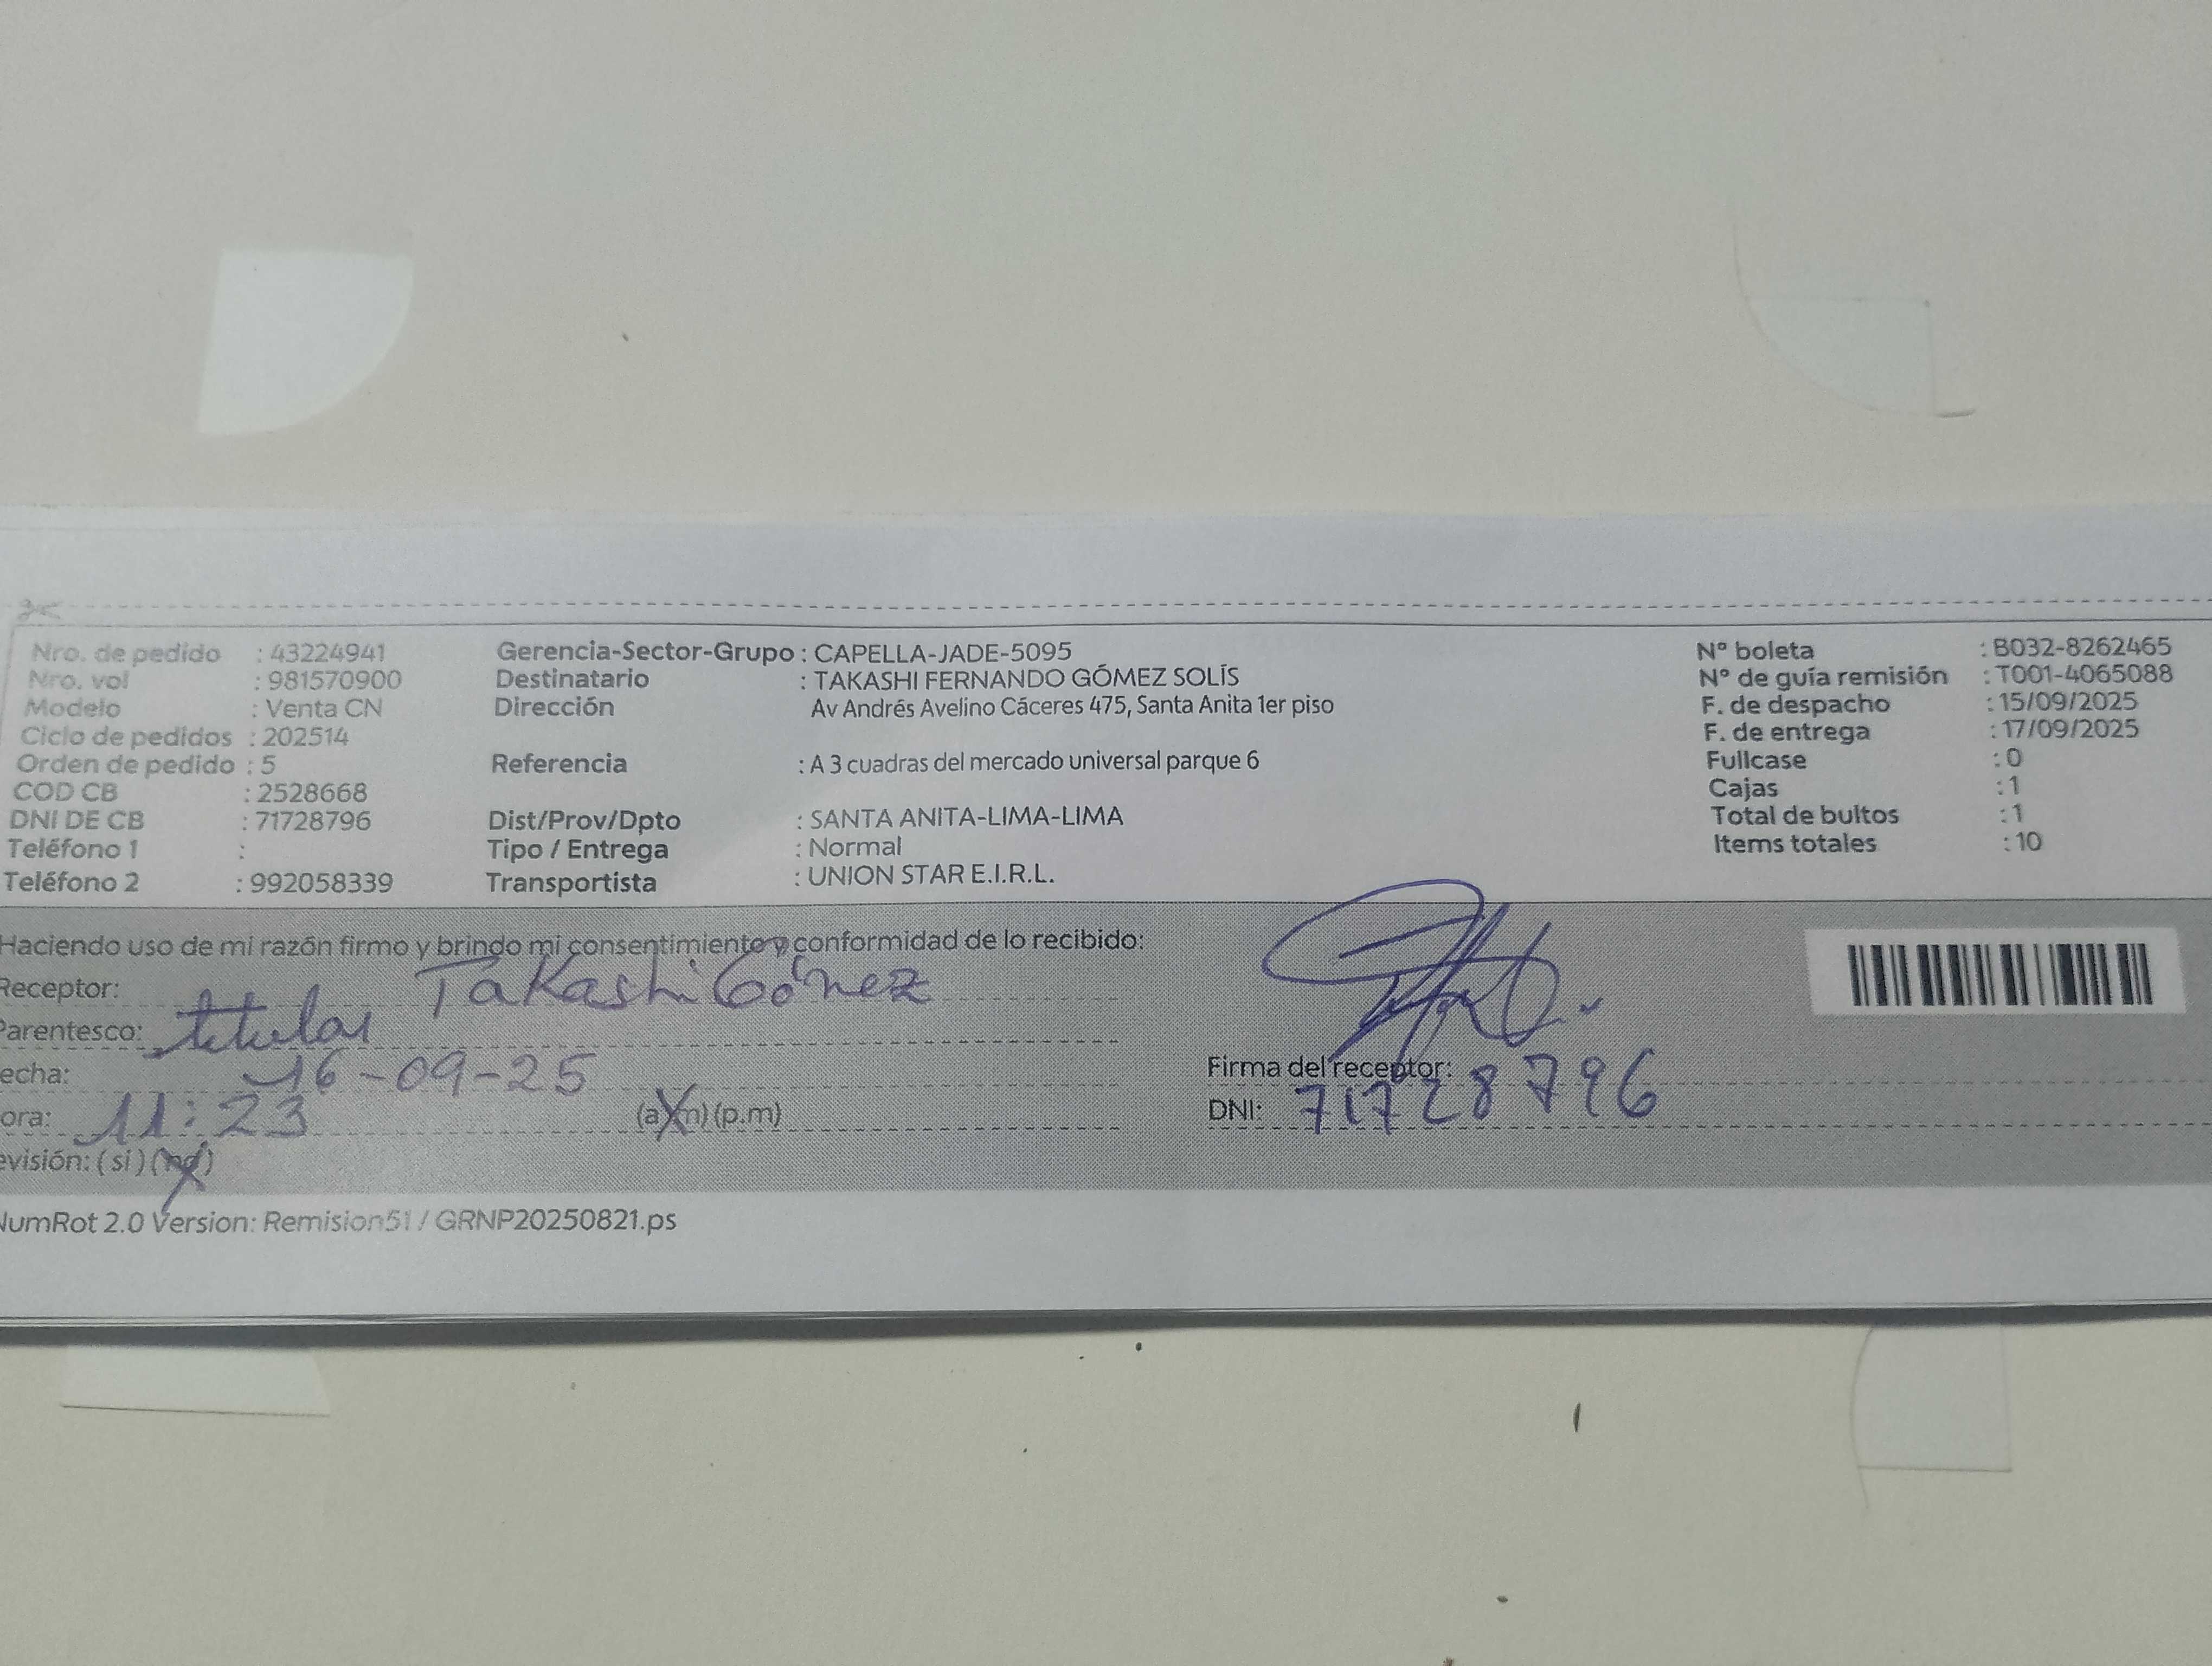 Nro. de pedido : 43224941
Nro. vol : 981570900
Modelo : Venta CN
Ciclo de pedidos : 202514
Orden de pedido : 5
COD CB : 2528668
DNI DE CB : 71728796
Teléfono 1 :
Teléfono 2 : 992058339
Gerencia-Sector-Grupo : CAPELLA-JADE-5095
Destinatario : TAKASHI FERNANDO GÓMEZ SOLÍS
Dirección Av Andrés Avelino Cáceres 475, Santa Anita 1er piso
Referencia : A 3 cuadras del mercado universal parque 6
Dist/Prov/Dpto : SANTA ANITA-LIMA-LIMA
Tipo / Entrega : Normal
Transportista : UNION STAR E.I.R.L.
N° boleta : B032-8262465
N° de guía remisión : T001-4065088
F. de despacho : 15/09/2025
F. de entrega : 17/09/2025
Fullcase : 0
Cajas : 1
Total de bultos : 1
Items totales : 10
Haciendo uso de mi razón firmo y brindo mi consentimiento y conformidad de lo recibido:
Receptor: Takashi Gómez
Parentesco: titular
echa: 16-09-25
ora: 11:23 (a.m) (p.m)
evisión: (si) (no)
Firma del receptor:
DNI: 71728796
NumRot 2.0 Version: Remision51 / GRNP20250821.ps